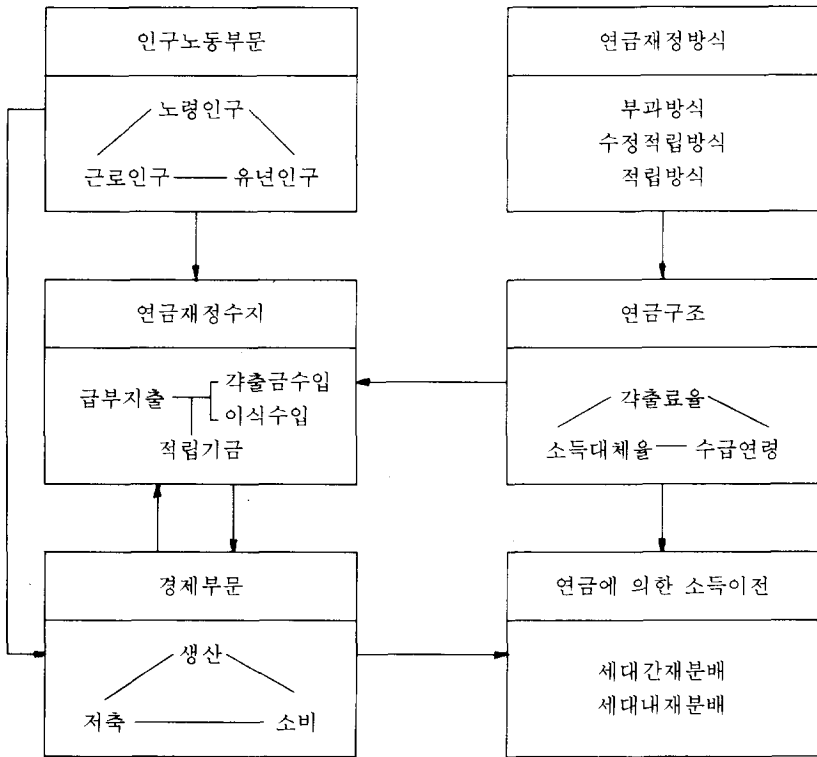 인구노동부문
노령인구
근로인구 유년인구
연금재정방식
부과방식
수정적립방식
적립방식
연금재정수지
급부지출 갹출금수입
이식수입
적립기금
연금구조
갹출료율
소득대체율 수급연령
경제부문
생산
저축 소비
연금에 의한 소득이전
세대간재분배
세대내재분배